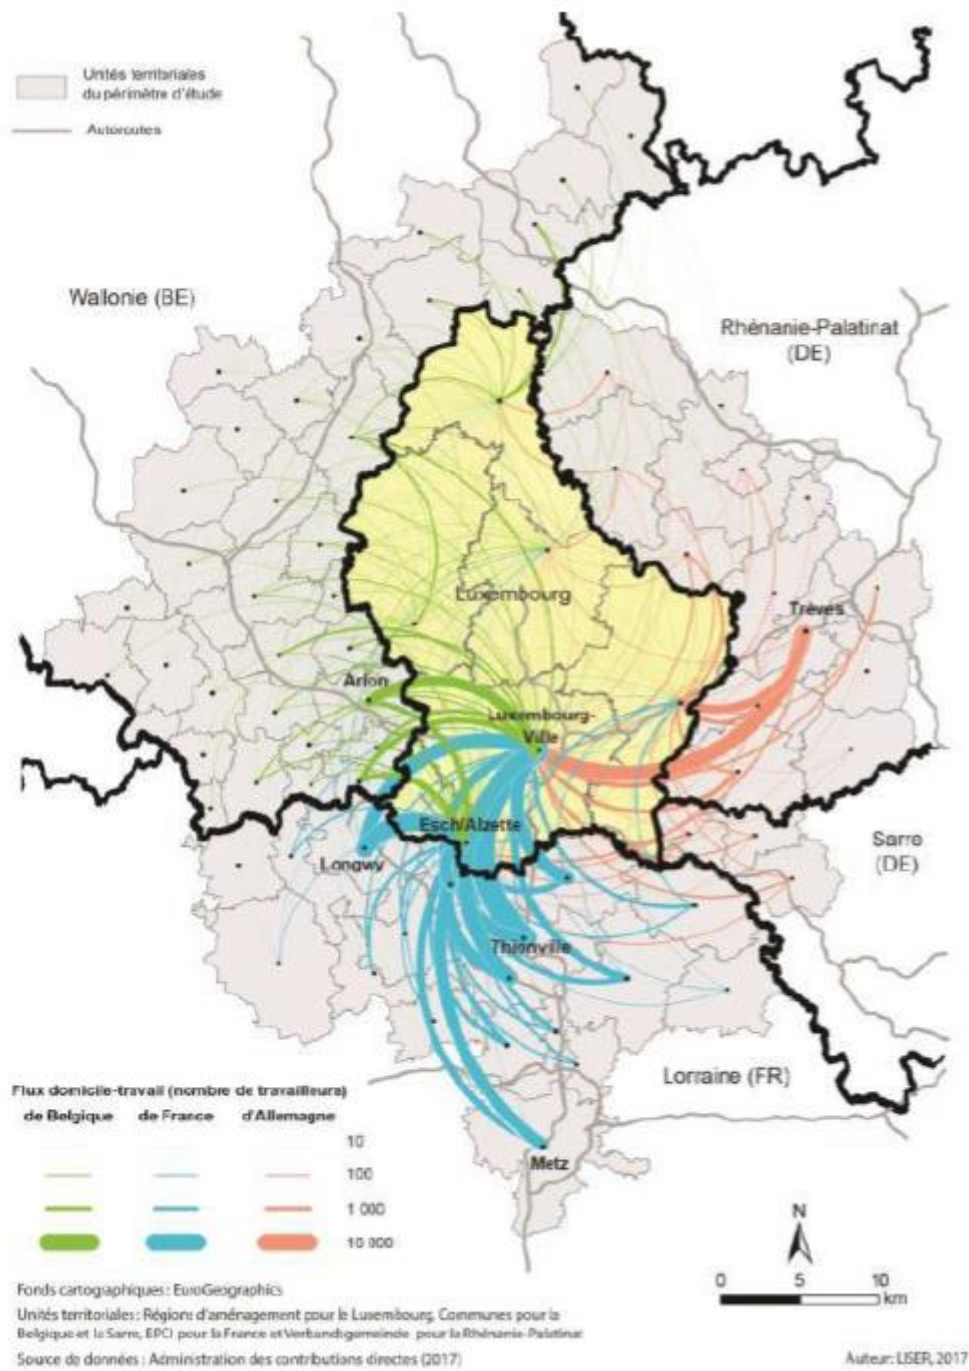 Unités territoriales
du périmètre d'étude
Autoroutes
Wallonie (BE)
Rhénanie-Palatinat
(DE)
Luxembourg
Trèves
Arlon
Luxembourg-
Ville
Esch/Alzette
Longwy
Sarre
(DE)
Thionville
Lorraine (FR)
Metz
Flux domicile-travail (nombre de travailleurs)
de Belgique de France d'Allemagne
10
100
1 000
10 000
N
0 5 10
km
Fonds cartographiques : EuroGeographics
Unités territoriales : Régions d'aménagement pour le Luxembourg, Communes pour la
Belgique et la Sarre, EPCI pour la France et Verbandsgemeinde pour la Rhénanie-Palatinat
Source de données : Administration des contributions directes (2017)
Auteur: LISER, 2017